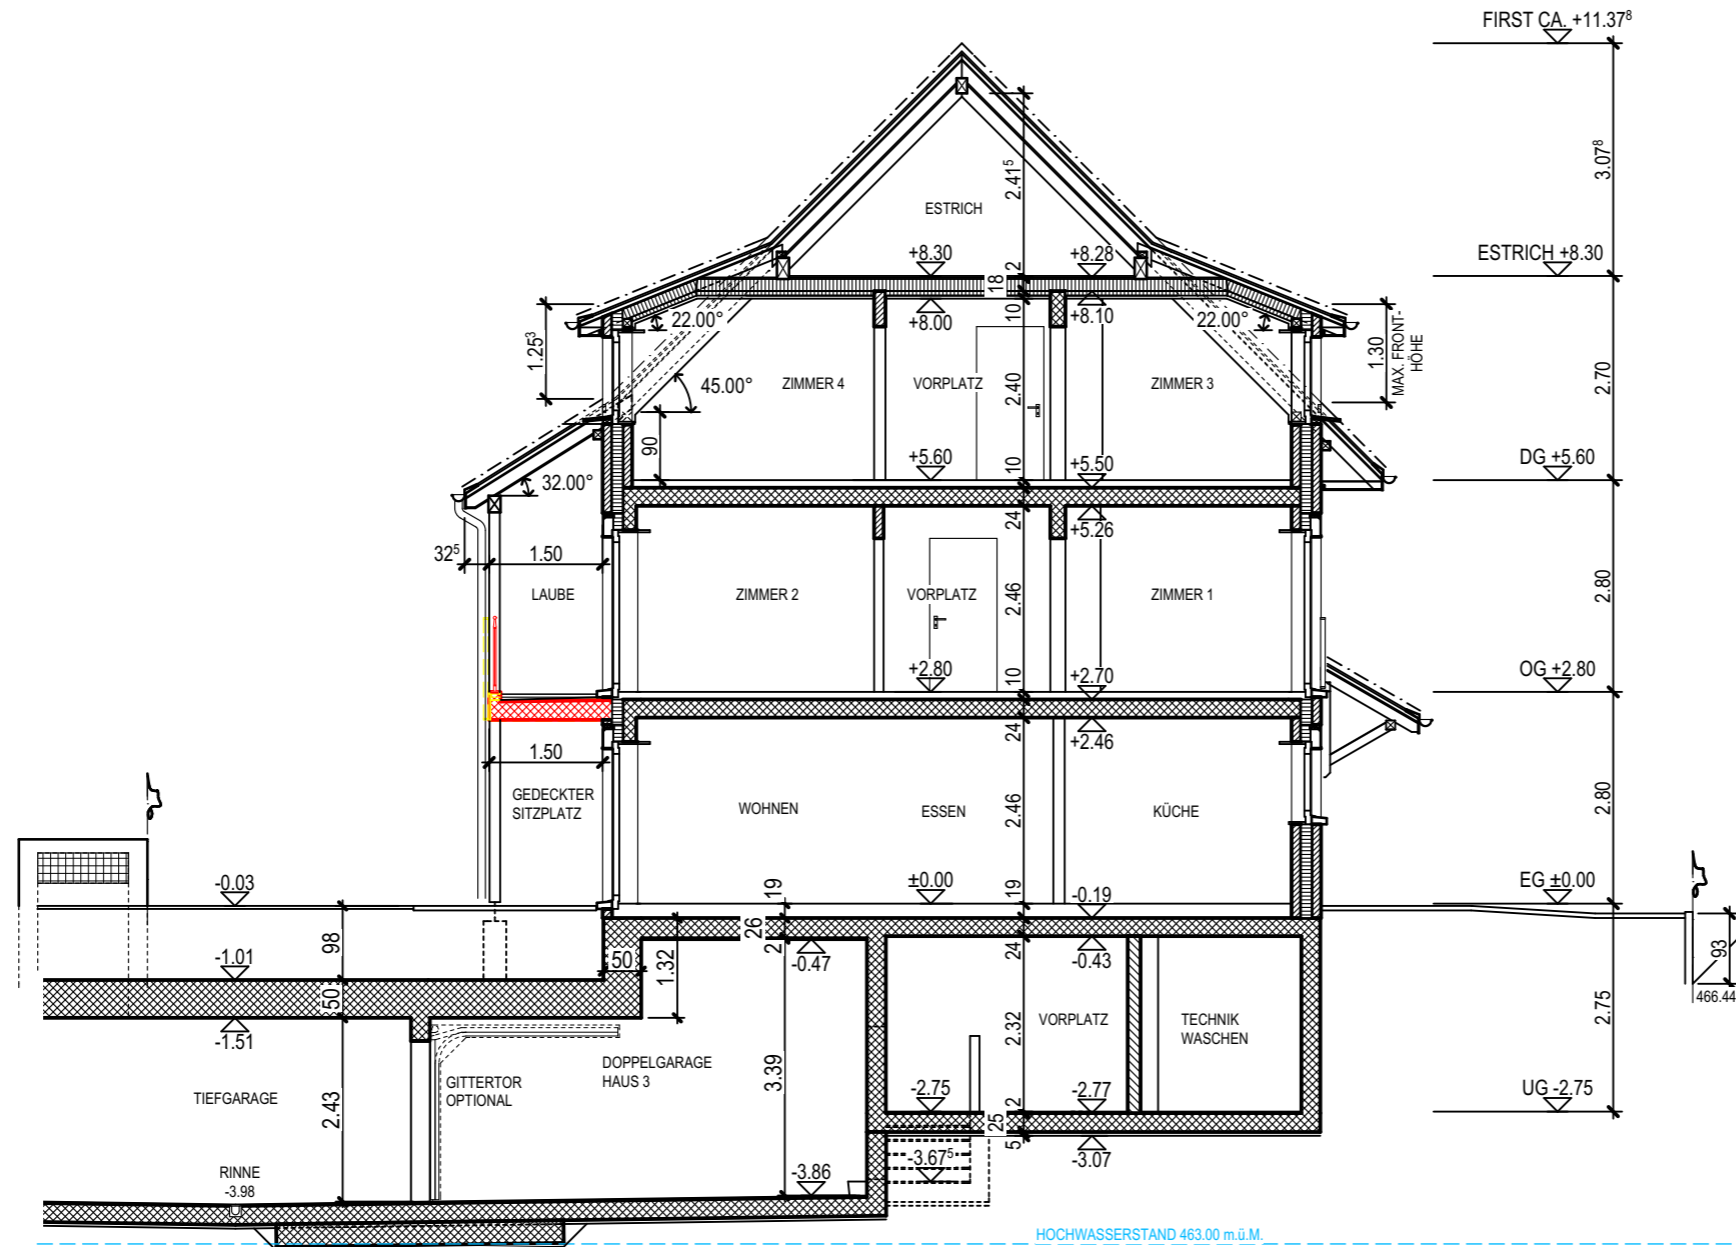 FIRST CA. +11.37⁸
3.07⁸
2.41⁵
ESTRICH
+8.30
+8.28
ESTRICH +8.30
2
18
10
+8.00
+8.10
22.00°
22.00°
1.25³
1.30
MAX. FRONT-
HÖHE
45.00°
ZIMMER 4
VORPLATZ
2.40
ZIMMER 3
2.70
90
+5.60
10
+5.50
DG +5.60
32.00°
24
+5.26
32⁵
1.50
LAUBE
ZIMMER 2
VORPLATZ
2.46
ZIMMER 1
2.80
+2.80
10
+2.70
OG +2.80
24
+2.46
1.50
GEDECKTER
SITZPLATZ
WOHNEN
ESSEN
2.46
KÜCHE
2.80
-0.03
19
±0.00
19
-0.19
EG ±0.00
98
26
2
24
-1.01
50
1.32
-0.47
-0.43
93
466.44
50
-1.51
VORPLATZ
TECHNIK
WASCHEN
2.32
2.75
DOPPELGARAGE
HAUS 3
GITTERTOR
OPTIONAL
TIEFGARAGE
2.43
3.39
-2.75
-2.77
UG -2.75
2
25
5
-3.07
RINNE
-3.98
-3.86
-3.67⁵
HOCHWASSERSTAND 463.00 m.ü.M.